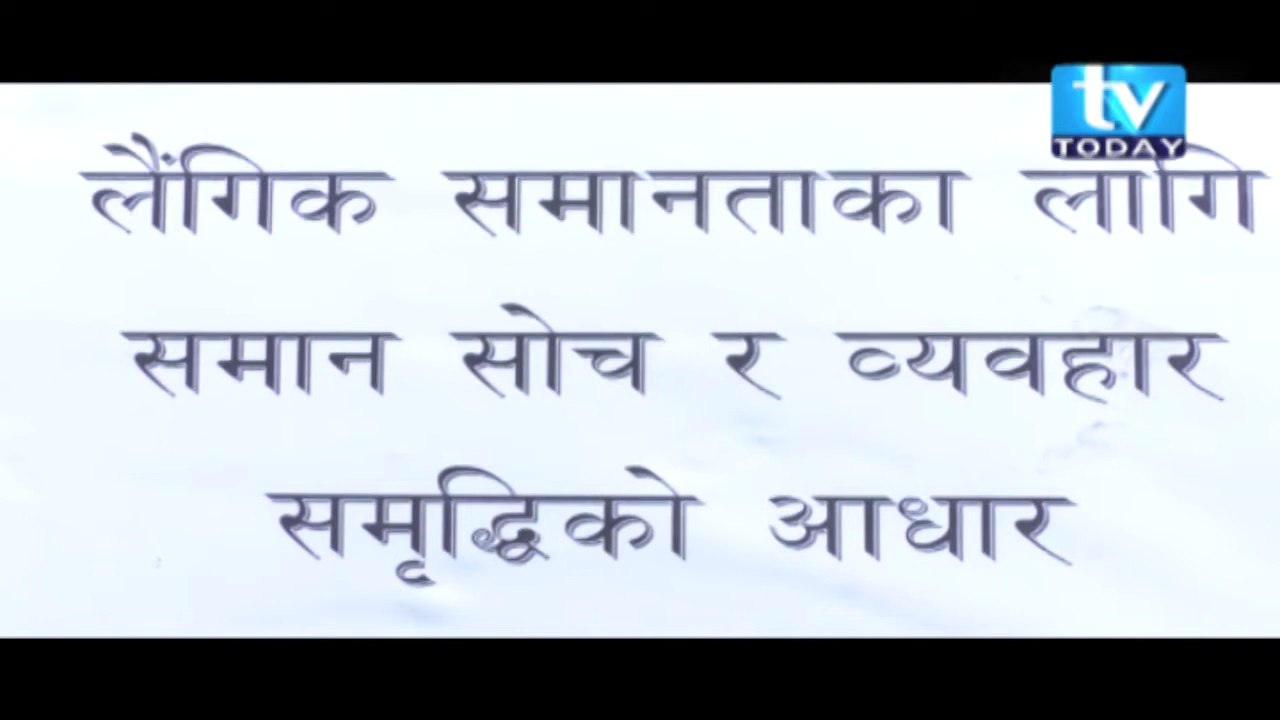 tv
TODAY
लैंगिक समानताका लागि
समान सोच र व्यवहार
समृद्धिको आधार